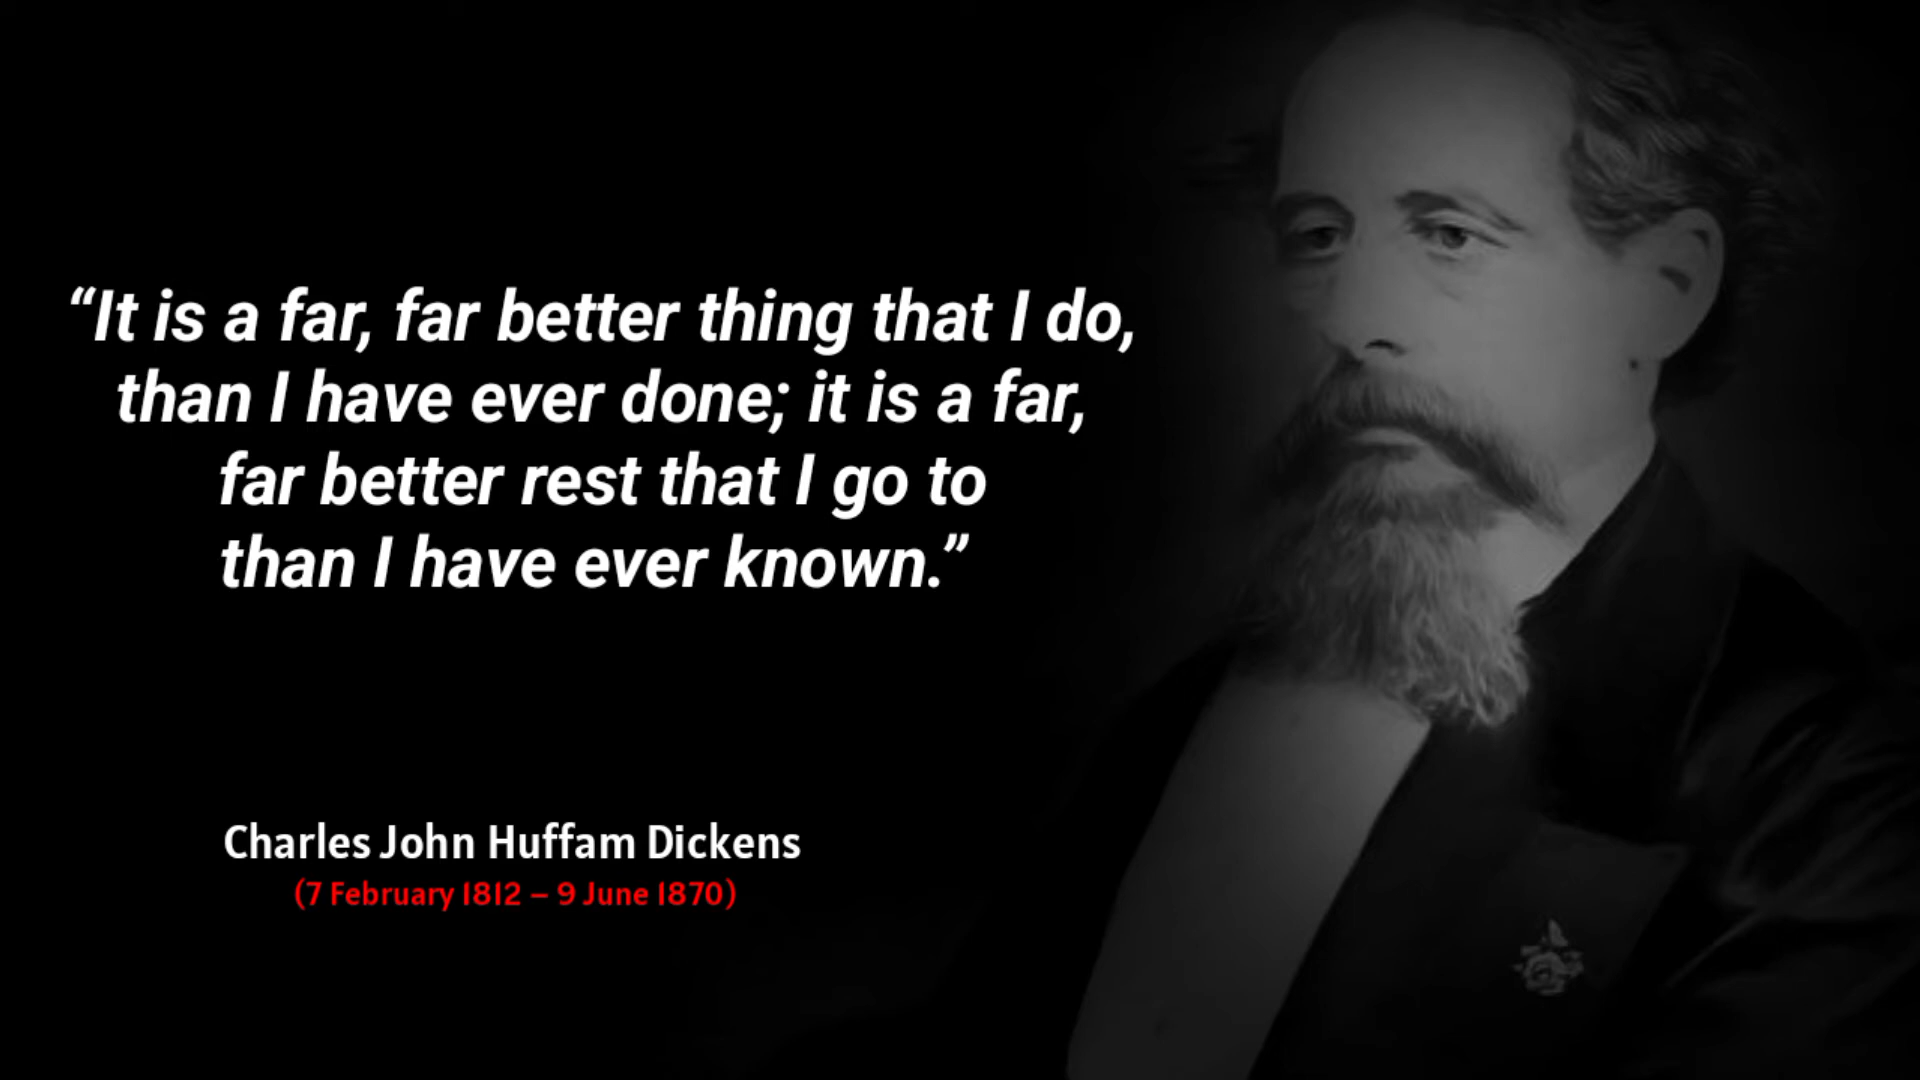 “It is a far, far better thing that I do,
than I have ever done; it is a far,
far better rest that I go to
than I have ever known.”
Charles John Huffam Dickens
(7 February 1812 – 9 June 1870)